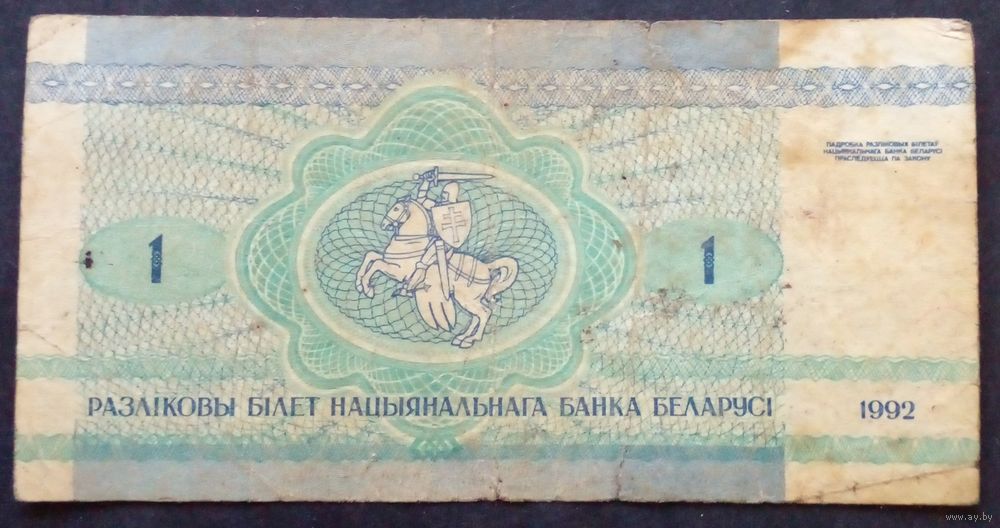 ПАДРОБКА РАЗЛІКОВЫХ БІЛЕТАЎ
НАЦЫЯНАЛЬНАГА БАНКА БЕЛАРУСІ
ПРАСЛЕДУЕЦЦА ПА ЗАКОНУ
1 1
РАЗЛІКОВЫ БІЛЕТ НАЦЫЯНАЛЬНАГА БАНКА БЕЛАРУСІ 1992
www.ay.by